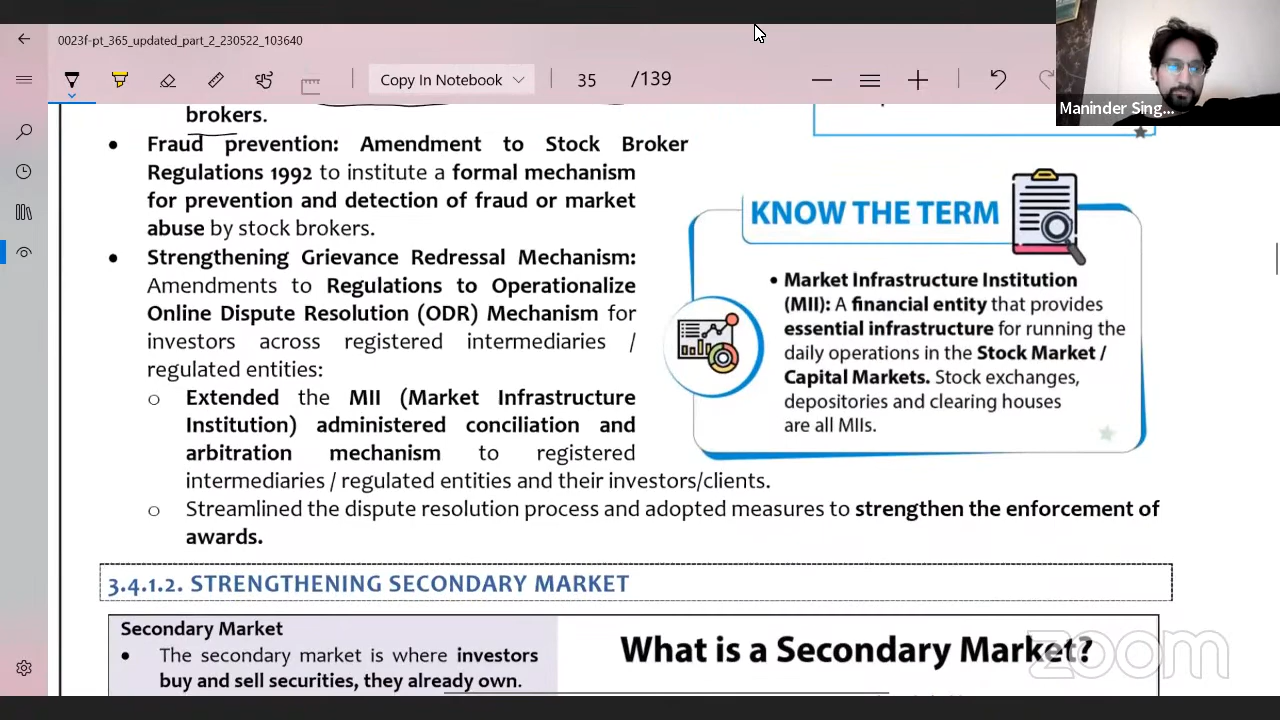 0023f-pt_365_updated_part_2_230522_103640
Copy In Notebook
35
/139
Maninder Sing...
brokers.
• Fraud prevention: Amendment to Stock Broker
Regulations 1992 to institute a formal mechanism
for prevention and detection of fraud or market
abuse by stock brokers.
• Strengthening Grievance Redressal Mechanism:
Amendments to Regulations to Operationalize
Online Dispute Resolution (ODR) Mechanism for
investors across registered intermediaries /
regulated entities:
o Extended the MII (Market Infrastructure
Institution) administered conciliation and
arbitration mechanism to registered
intermediaries / regulated entities and their investors/clients.
o Streamlined the dispute resolution process and adopted measures to strengthen the enforcement of
awards.
KNOW THE TERM
• Market Infrastructure Institution
(MII): A financial entity that provides
essential infrastructure for running the
daily operations in the Stock Market /
Capital Markets. Stock exchanges,
depositories and clearing houses
are all MIIs.
3.4.1.2. STRENGTHENING SECONDARY MARKET
Secondary Market
• The secondary market is where investors
buy and sell securities, they already own.
What is a Secondary Market?
zoom